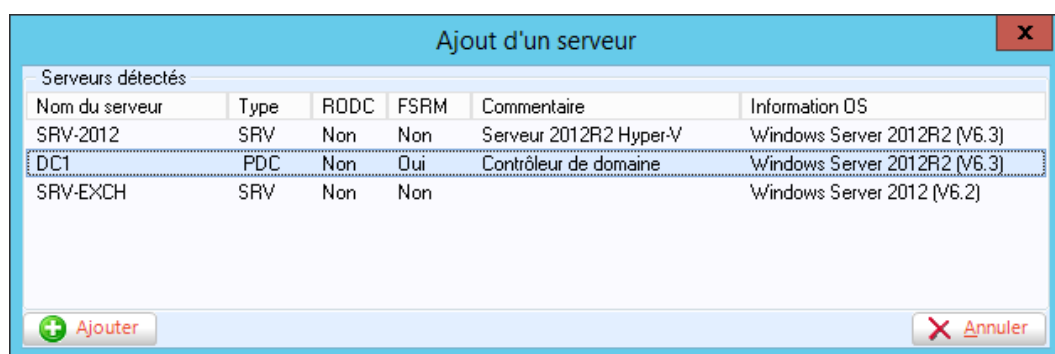 Ajout d'un serveur
x
Serveurs détectés
Nom du serveur Type RODC FSRM Commentaire Information OS
SRV-2012 SRV Non Non Serveur 2012R2 Hyper-V Windows Server 2012R2 (V6.3)
DC1 PDC Non Oui Contrôleur de domaine Windows Server 2012R2 (V6.3)
SRV-EXCH SRV Non Non Windows Server 2012 (V6.2)
Ajouter Annuler